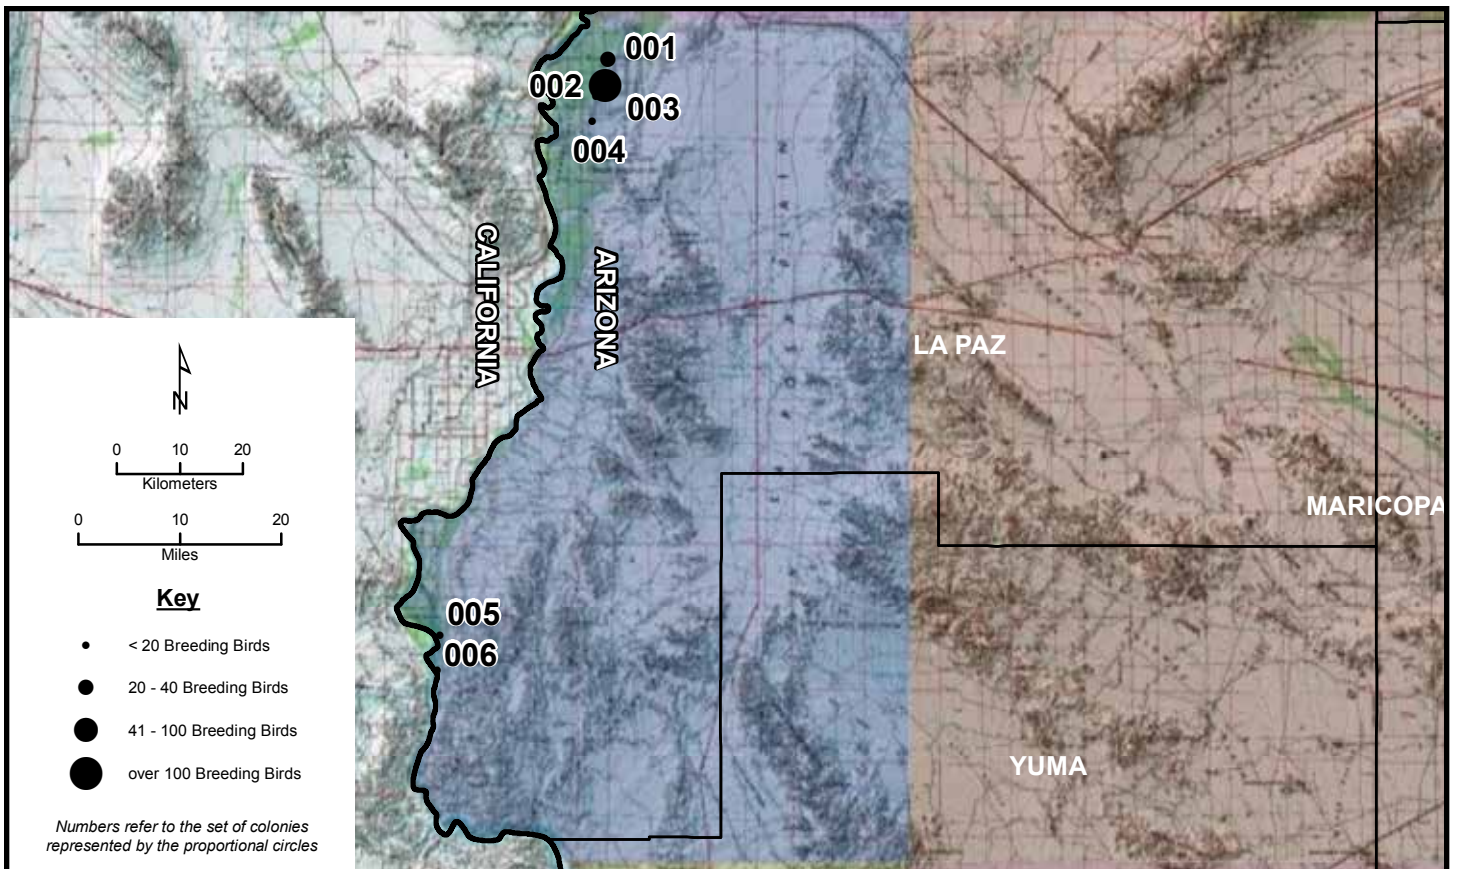 001
002
003
004
CALIFORNIA
ARIZONA
LA PAZ
MARICOPA
005
006
YUMA
N
0 10 20
Kilometers
0 10 20
Miles
Key
< 20 Breeding Birds
20 - 40 Breeding Birds
41 - 100 Breeding Birds
over 100 Breeding Birds
Numbers refer to the set of colonies
represented by the proportional circles